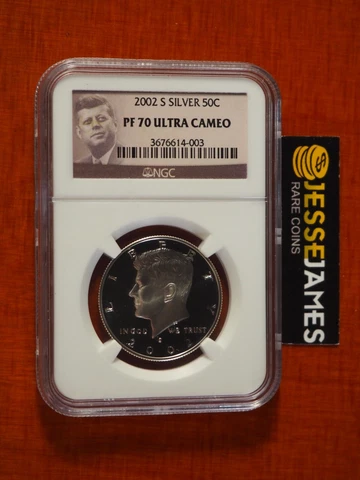 2002 S SILVER 50C
PF 70 ULTRA CAMEO
3676614-003
NGC
JESSE JAMES
RARE COINS
LIBERTY
IN GOD WE TRUST
S
2002